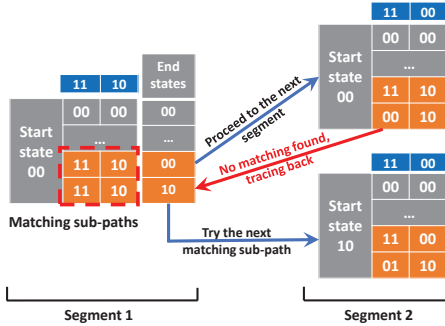 11 10
End
states
00 00 00
... ...
Start
state
00
11 10 00
11 10 10
Matching sub-paths
Proceed to the next
segment
No matching found,
tracing back
Try the next
matching sub-path
11 00
Start
state
00
00 00
...
11 10
00 10
11 00
Start
state
10
00 00
...
11 00
01 10
Segment 1
Segment 2